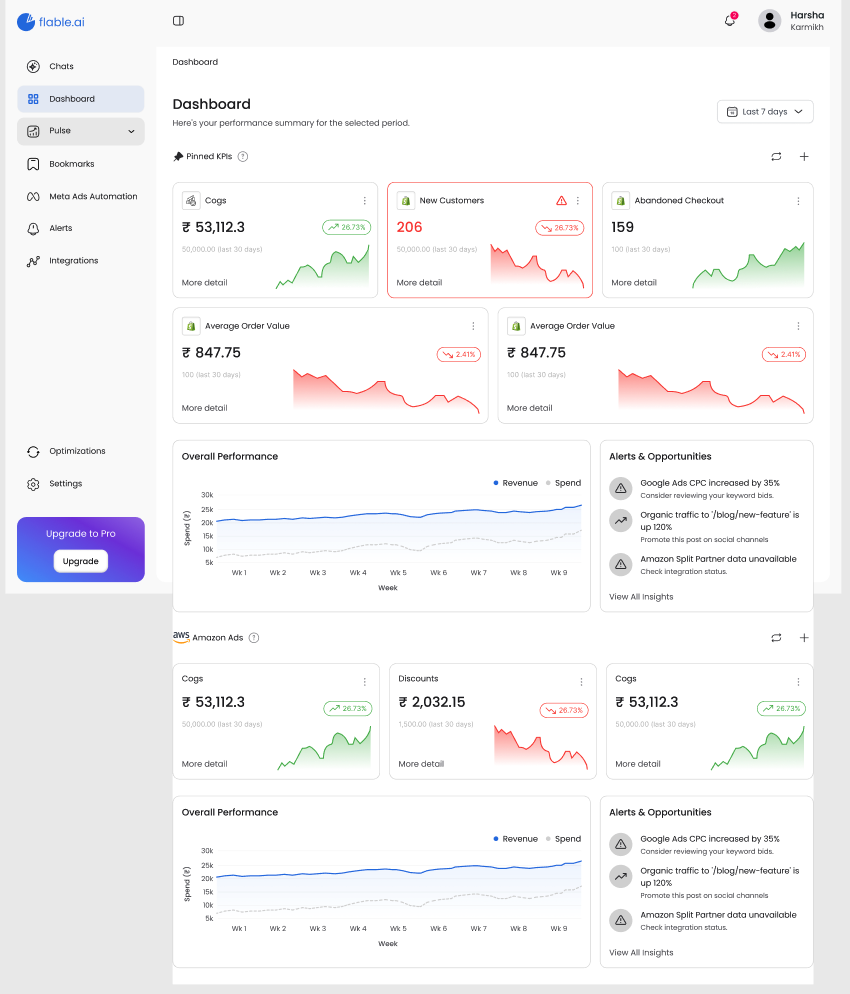 flable.ai
2
Harsha
Karmikh
Chats
Dashboard
Pulse
Bookmarks
Meta Ads Automation
Alerts
Integrations
Optimizations
Settings
Upgrade to Pro
Upgrade
Dashboard
Dashboard
Here's your performance summary for the selected period.
Last 7 days
Pinned KPIs ?
Cogs
₹ 53,112.3
26.73%
50,000.00 (last 30 days)
More detail
New Customers
206
26.73%
50,000.00 (last 30 days)
More detail
Abandoned Checkout
159
100 (last 30 days)
More detail
Average Order Value
₹ 847.75
2.41%
100 (last 30 days)
More detail
Average Order Value
₹ 847.75
2.41%
100 (last 30 days)
More detail
Overall Performance
Revenue Spend
30k
25k
20k
15k
10k
5k
Spend (₹)
Wk 1 Wk 2 Wk 3 Wk 4 Wk 5 Wk 6 Wk 7 Wk 8 Wk 9
Week
Alerts & Opportunities
Google Ads CPC increased by 35%
Consider reviewing your keyword bids.
Organic traffic to '/blog/new-feature' is
up 120%
Promote this post on social channels
Amazon Split Partner data unavailable
Check integration status.
View All Insights
aws Amazon Ads ?
Cogs
₹ 53,112.3
26.73%
50,000.00 (last 30 days)
More detail
Discounts
₹ 2,032.15
26.73%
1,500.00 (last 30 days)
More detail
Cogs
₹ 53,112.3
26.73%
50,000.00 (last 30 days)
More detail
Overall Performance
Revenue Spend
30k
25k
20k
15k
10k
5k
Spend (₹)
Wk 1 Wk 2 Wk 3 Wk 4 Wk 5 Wk 6 Wk 7 Wk 8 Wk 9
Week
Alerts & Opportunities
Google Ads CPC increased by 35%
Consider reviewing your keyword bids.
Organic traffic to '/blog/new-feature' is
up 120%
Promote this post on social channels
Amazon Split Partner data unavailable
Check integration status.
View All Insights